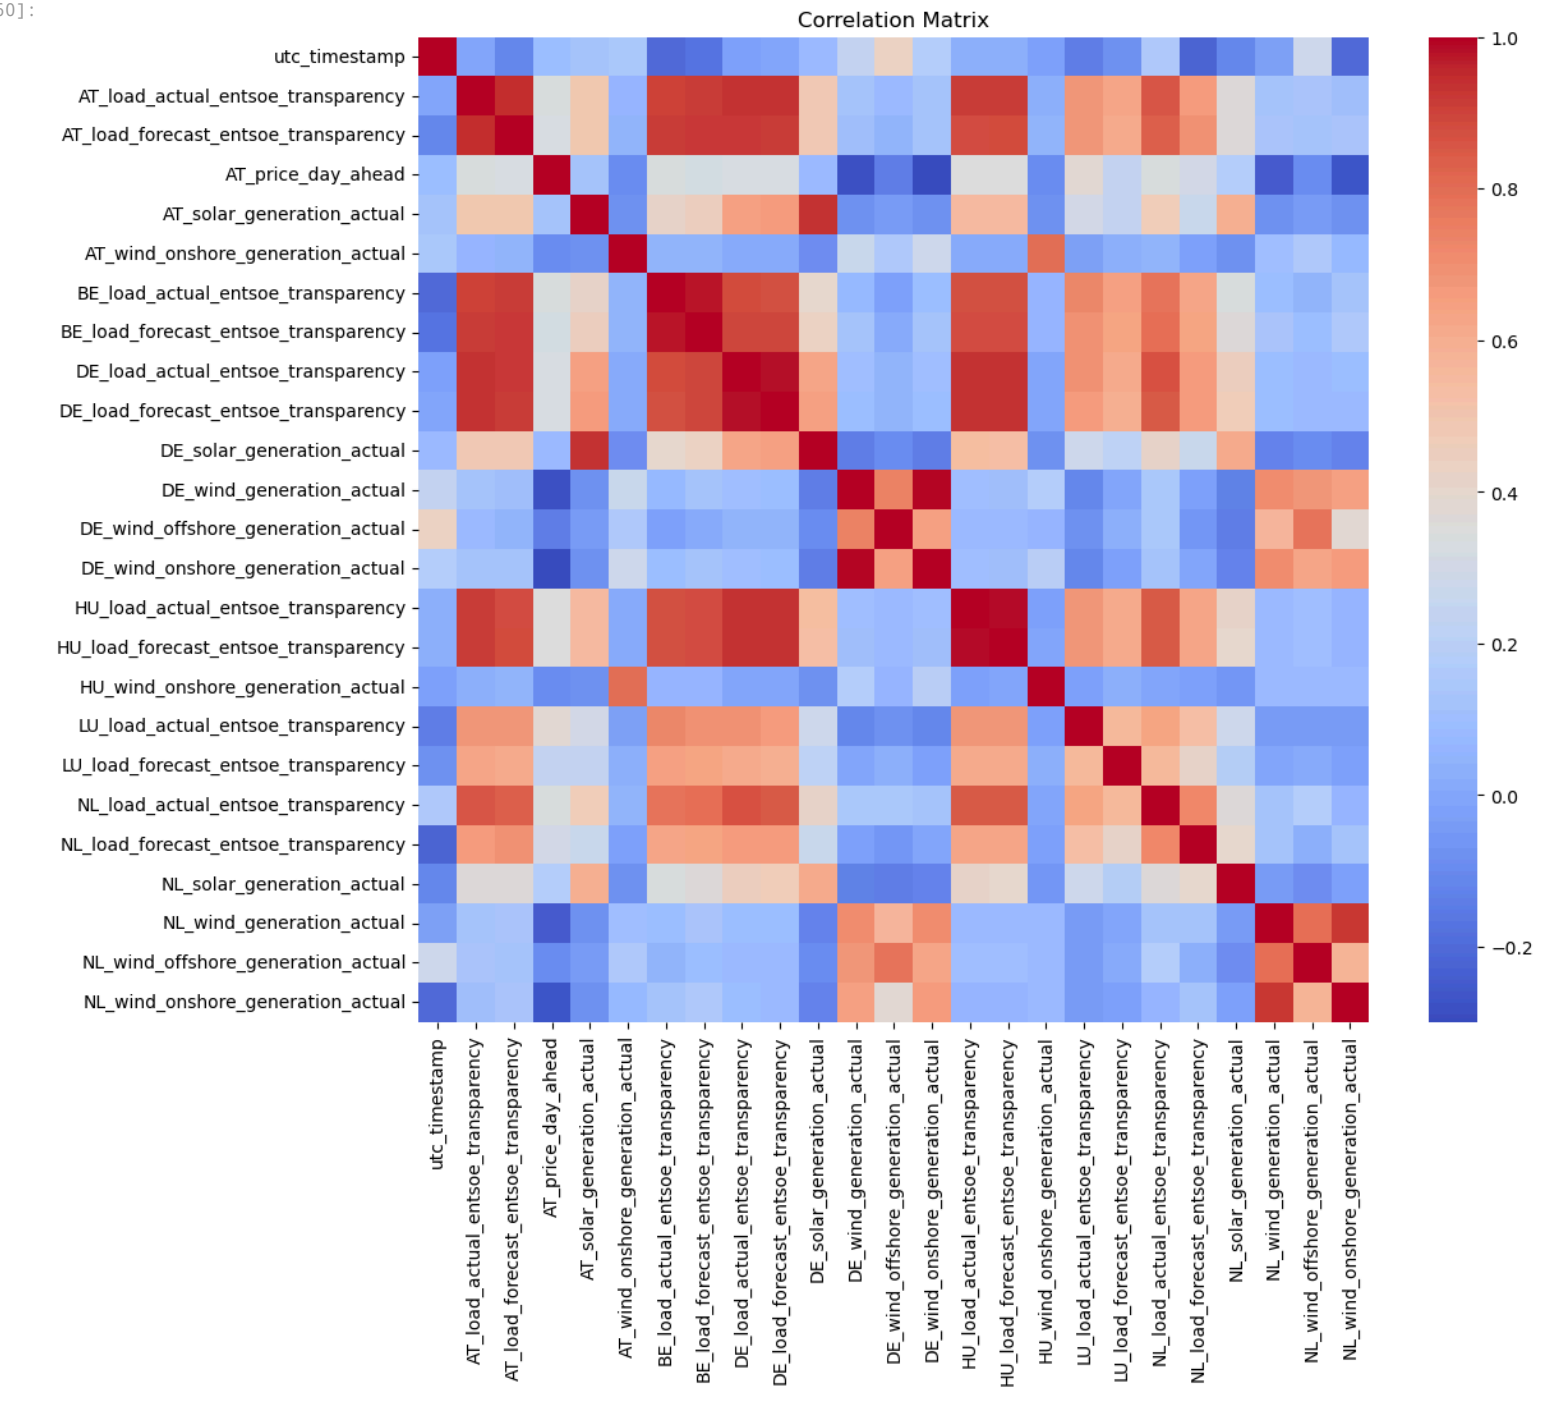 50]:
Correlation Matrix
utc_timestamp
AT_load_actual_entsoe_transparency
AT_load_forecast_entsoe_transparency
AT_price_day_ahead
AT_solar_generation_actual
AT_wind_onshore_generation_actual
BE_load_actual_entsoe_transparency
BE_load_forecast_entsoe_transparency
DE_load_actual_entsoe_transparency
DE_load_forecast_entsoe_transparency
DE_solar_generation_actual
DE_wind_generation_actual
DE_wind_offshore_generation_actual
DE_wind_onshore_generation_actual
HU_load_actual_entsoe_transparency
HU_load_forecast_entsoe_transparency
HU_wind_onshore_generation_actual
LU_load_actual_entsoe_transparency
LU_load_forecast_entsoe_transparency
NL_load_actual_entsoe_transparency
NL_load_forecast_entsoe_transparency
NL_solar_generation_actual
NL_wind_generation_actual
NL_wind_offshore_generation_actual
NL_wind_onshore_generation_actual
utc_timestamp
AT_load_actual_entsoe_transparency
AT_load_forecast_entsoe_transparency
AT_price_day_ahead
AT_solar_generation_actual
AT_wind_onshore_generation_actual
BE_load_actual_entsoe_transparency
BE_load_forecast_entsoe_transparency
DE_load_actual_entsoe_transparency
DE_load_forecast_entsoe_transparency
DE_solar_generation_actual
DE_wind_generation_actual
DE_wind_offshore_generation_actual
DE_wind_onshore_generation_actual
HU_load_actual_entsoe_transparency
HU_load_forecast_entsoe_transparency
HU_wind_onshore_generation_actual
LU_load_actual_entsoe_transparency
LU_load_forecast_entsoe_transparency
NL_load_actual_entsoe_transparency
NL_load_forecast_entsoe_transparency
NL_solar_generation_actual
NL_wind_generation_actual
NL_wind_offshore_generation_actual
NL_wind_onshore_generation_actual
1.0
0.8
0.6
0.4
0.2
0.0
−0.2